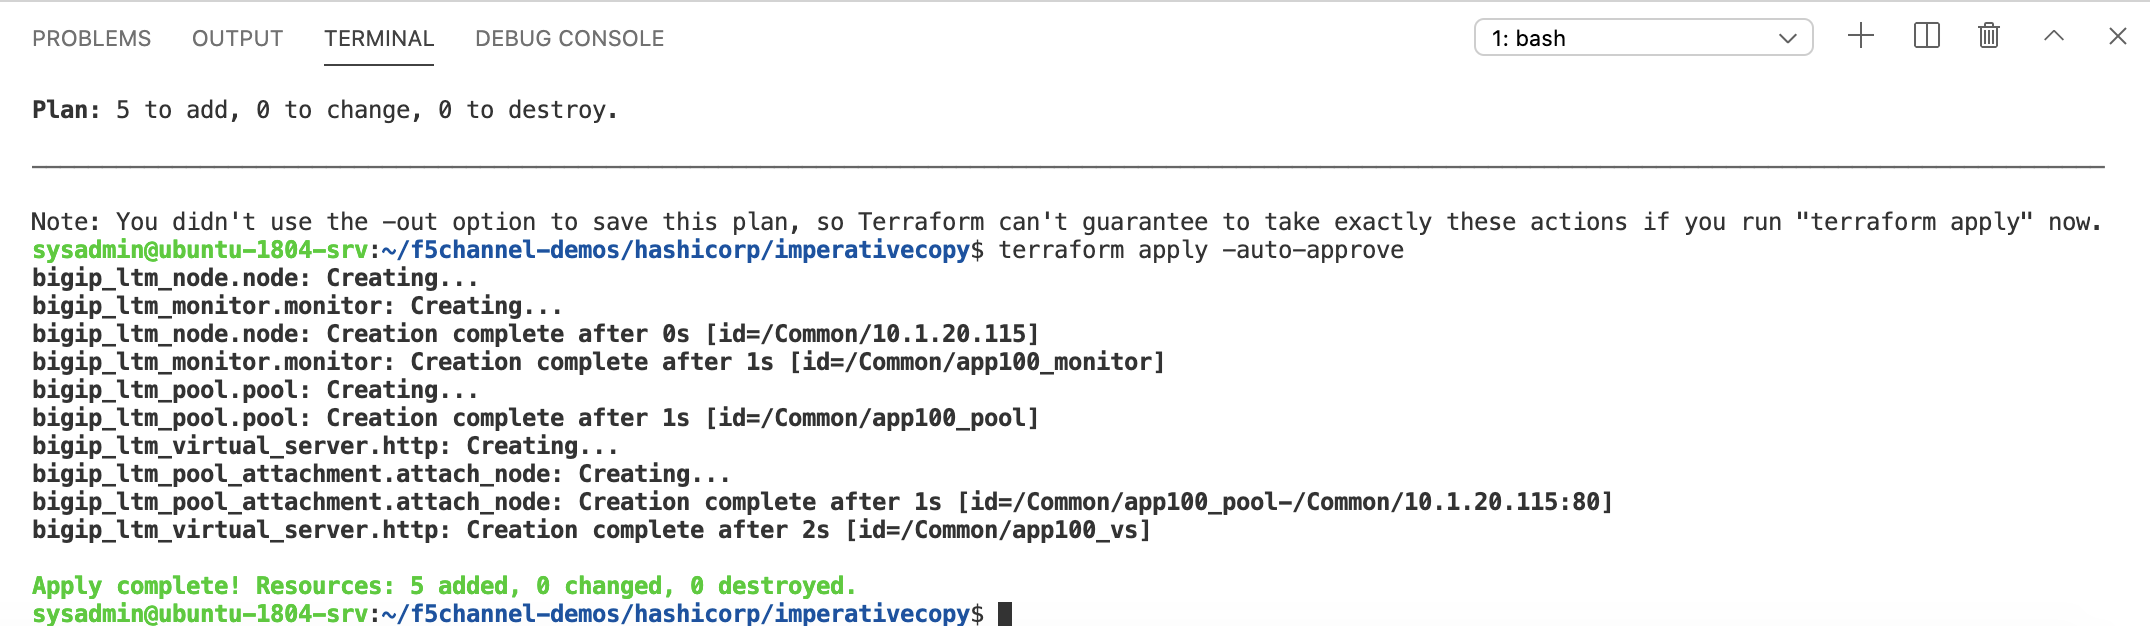 PROBLEMS OUTPUT TERMINAL DEBUG CONSOLE 1: bash
Plan: 5 to add, 0 to change, 0 to destroy.
Note: You didn't use the -out option to save this plan, so Terraform can't guarantee to take exactly these actions if you run "terraform apply" now.
sysadmin@ubuntu-1804-srv:~/f5channel-demos/hashicorp/imperativecopy$ terraform apply -auto-approve
bigip_ltm_node.node: Creating...
bigip_ltm_monitor.monitor: Creating...
bigip_ltm_node.node: Creation complete after 0s [id=/Common/10.1.20.115]
bigip_ltm_monitor.monitor: Creation complete after 1s [id=/Common/app100_monitor]
bigip_ltm_pool.pool: Creating...
bigip_ltm_pool.pool: Creation complete after 1s [id=/Common/app100_pool]
bigip_ltm_virtual_server.http: Creating...
bigip_ltm_pool_attachment.attach_node: Creating...
bigip_ltm_pool_attachment.attach_node: Creation complete after 1s [id=/Common/app100_pool-/Common/10.1.20.115:80]
bigip_ltm_virtual_server.http: Creation complete after 2s [id=/Common/app100_vs]
Apply complete! Resources: 5 added, 0 changed, 0 destroyed.
sysadmin@ubuntu-1804-srv:~/f5channel-demos/hashicorp/imperativecopy$